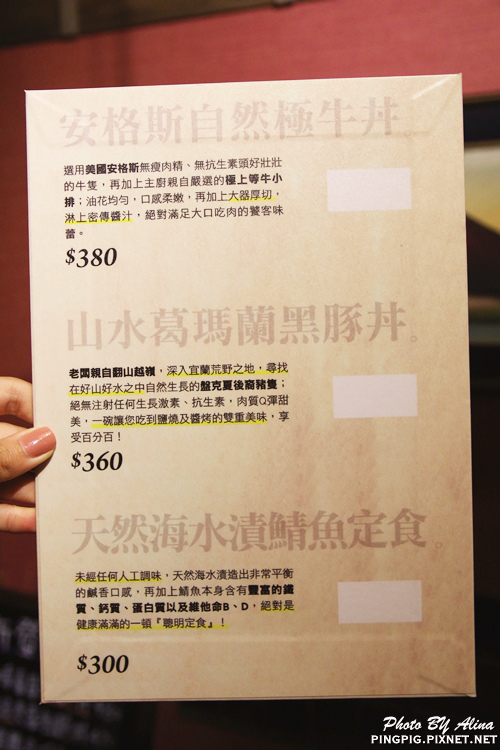 安格斯自然極牛丼。
選用美國安格斯無瘦肉精、無抗生素頭好壯壯
的牛隻，再加上主廚親自嚴選的極上等牛小
排；油花均勻，口感柔嫩，再加上大器厚切，
淋上密傳醬汁，絕對滿足大口吃肉的饕客味
蕾。
$380
山水葛瑪蘭黑豚丼。
老闆親自翻山越嶺，深入宜蘭荒野之地，尋找
在好山好水之中自然生長的盤克夏後裔豬隻；
絕無注射任何生長激素、抗生素，肉質Q彈甜
美，一碗讓您吃到鹽燒及醬烤的雙重美味，享
受百分百！
$360
天然海水漬鯖魚定食。
未經任何人工調味，天然海水漬造出非常平衡
的鹹香口感，再加上鯖魚本身含有豐富的鐵
質、鈣質、蛋白質以及維他命B、D，絕對是
健康滿滿的一頓『聰明定食』！
$300
Photo BY Alina
PINGPIG.PIXNET.NET